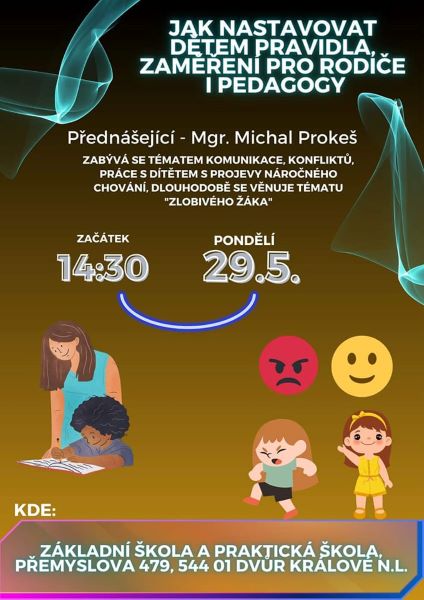 JAK NASTAVOVAT
DĚTEM PRAVIDLA,
ZAMĚŘENÍ PRO RODIČE
I PEDAGOGY
Přednášející - Mgr. Michal Prokeš
ZABÝVÁ SE TÉMATEM KOMUNIKACE, KONFLIKTŮ,
PRÁCE S DÍTĚTEM S PROJEVY NÁROČNÉHO
CHOVÁNÍ, DLOUHODOBĚ SE VĚNUJE TÉMATU
"ZLOBIVÉHO ŽÁKA"
ZAČÁTEK
14:30
PONDĚLÍ
29.5.
KDE:
ZÁKLADNÍ ŠKOLA A PRAKTICKÁ ŠKOLA,
PŘEMYSLOVA 479, 544 01 DVŮR KRÁLOVÉ N.L.